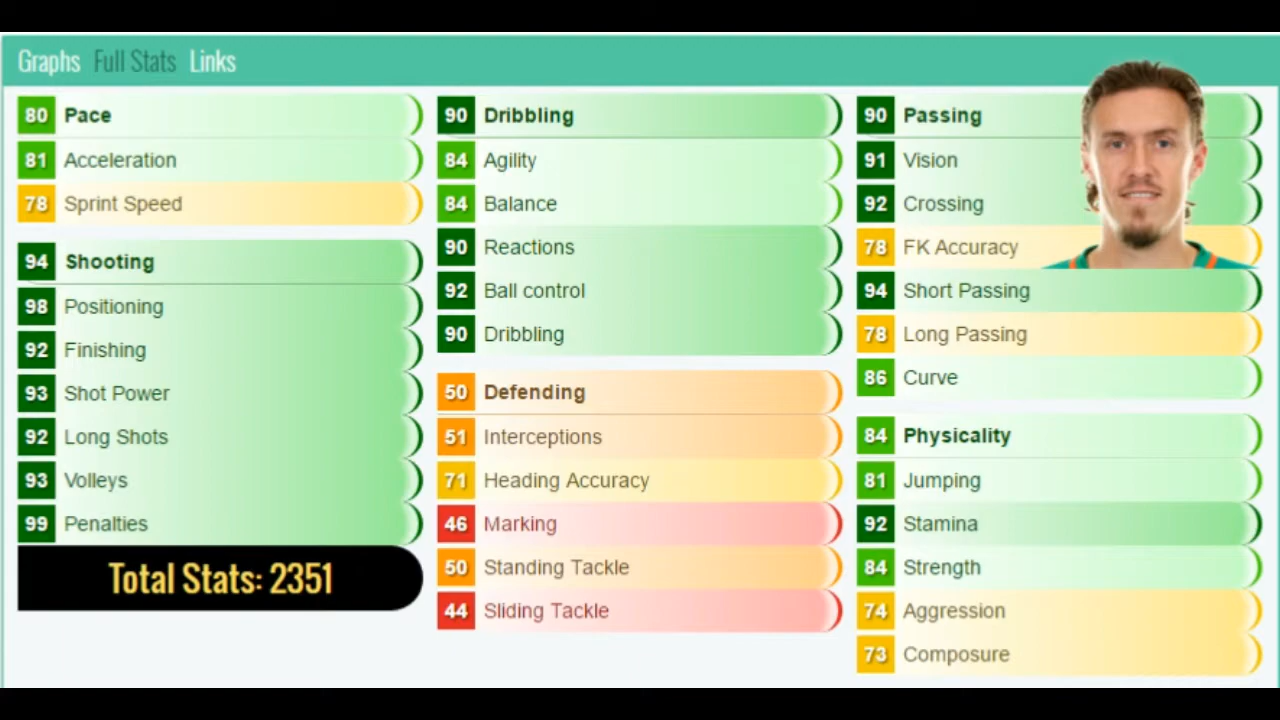 Graphs Full Stats Links
80 Pace
81 Acceleration
78 Sprint Speed
94 Shooting
98 Positioning
92 Finishing
93 Shot Power
92 Long Shots
93 Volleys
99 Penalties
Total Stats: 2351
90 Dribbling
84 Agility
84 Balance
90 Reactions
92 Ball control
90 Dribbling
50 Defending
51 Interceptions
71 Heading Accuracy
46 Marking
50 Standing Tackle
44 Sliding Tackle
90 Passing
91 Vision
92 Crossing
78 FK Accuracy
94 Short Passing
78 Long Passing
86 Curve
84 Physicality
81 Jumping
92 Stamina
84 Strength
74 Aggression
73 Composure